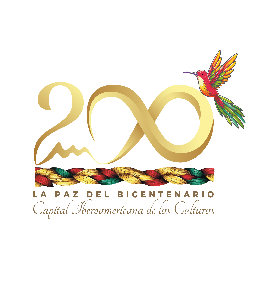 200
LA PAZ DEL BICENTENARIO
Capital Iberoamericana de las Culturas